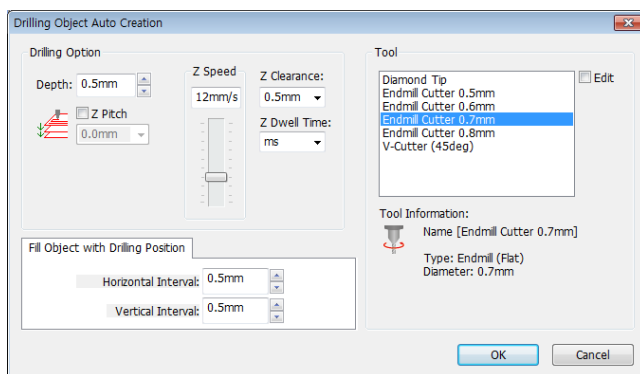 Drilling Object Auto Creation
Drilling Option
Depth: 0.5mm
Z Pitch
0.0mm
Z Speed
12mm/s
Z Clearance:
0.5mm
Z Dwell Time:
ms
Fill Object with Drilling Position
Horizontal Interval: 0.5mm
Vertical Interval: 0.5mm
Tool
Diamond Tip
Endmill Cutter 0.5mm
Endmill Cutter 0.6mm
Endmill Cutter 0.7mm
Endmill Cutter 0.8mm
V-Cutter (45deg)
Edit
Tool Information:
Name [Endmill Cutter 0.7mm]
Type: Endmill (Flat)
Diameter: 0.7mm
OK
Cancel